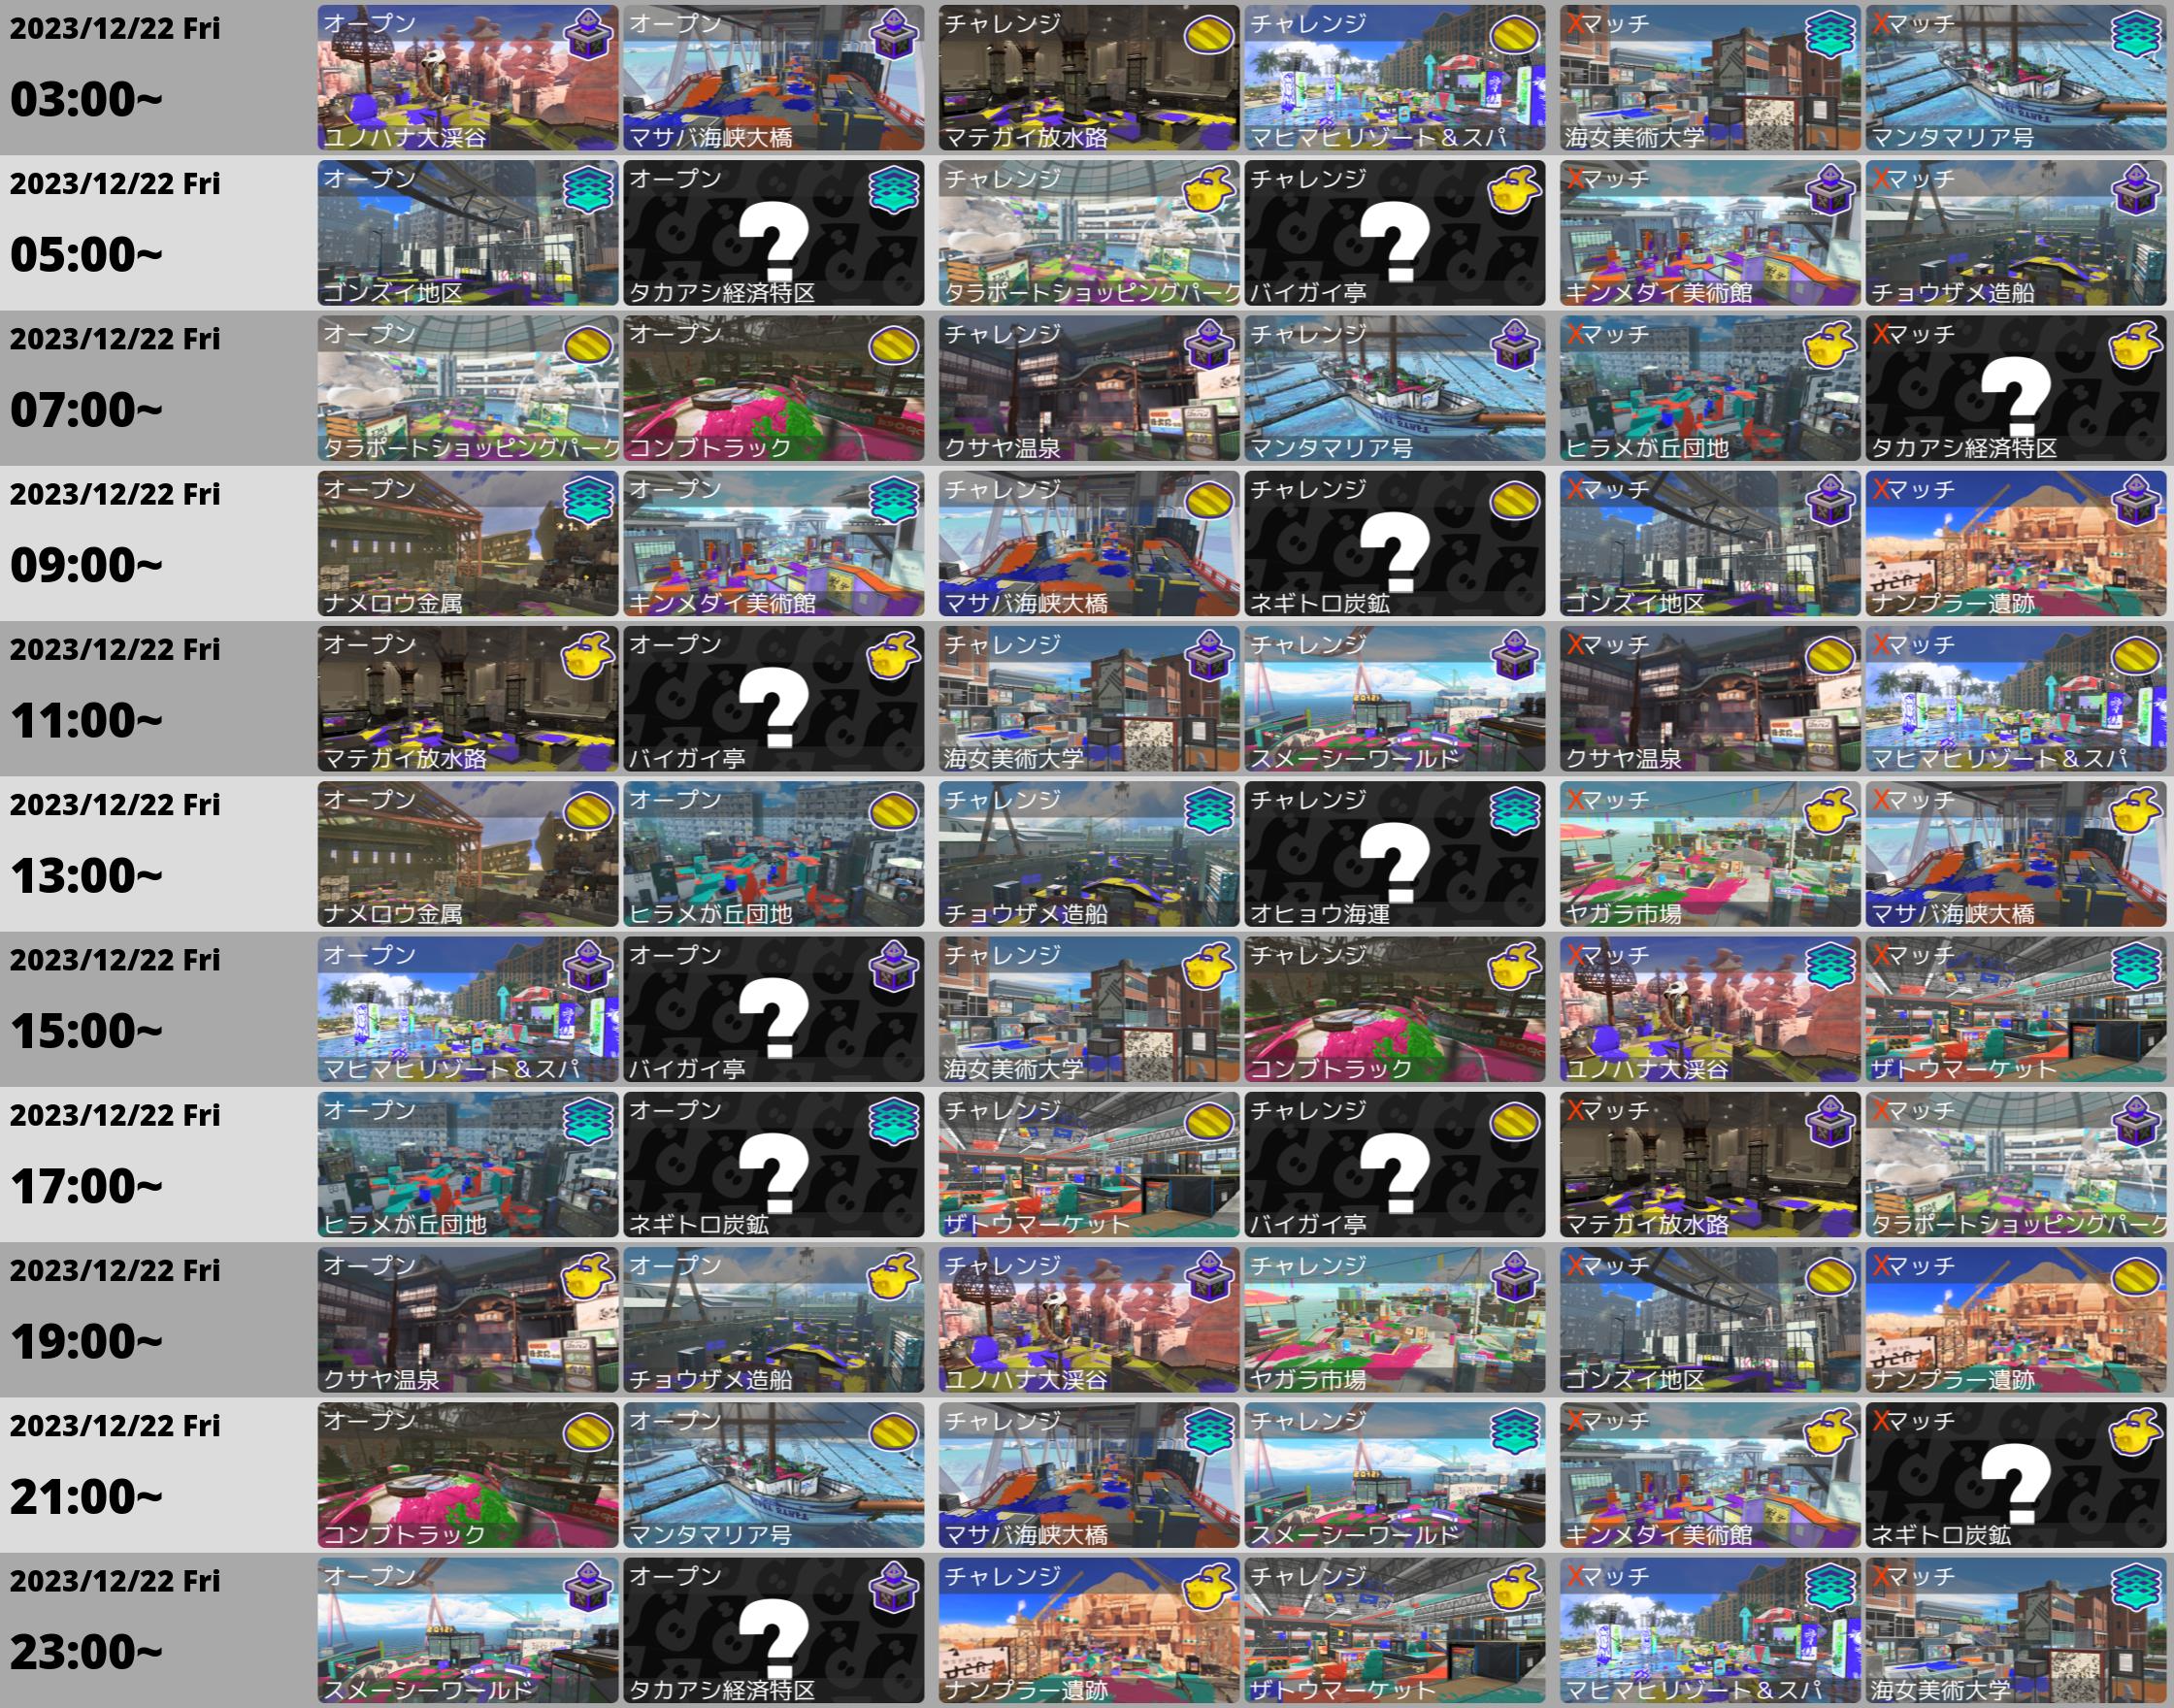 2023/12/22 Fri
03:00~
オープン
ユノハナ大渓谷
オープン
マサバ海峡大橋
チャレンジ
マテガイ放水路
チャレンジ
マヒマヒリゾート＆スパ
Xマッチ
海女美術大学
Xマッチ
マンタマリア号
2023/12/22 Fri
05:00~
オープン
ゴンズイ地区
オープン
?
タカアシ経済特区
チャレンジ
タラポートショッピングパーク
チャレンジ
?
バイガイ亭
Xマッチ
キンメダイ美術館
Xマッチ
チョウザメ造船
2023/12/22 Fri
07:00~
オープン
タラポートショッピングパーク
オープン
コンブトラック
チャレンジ
クサヤ温泉
チャレンジ
マンタマリア号
Xマッチ
ヒラメが丘団地
Xマッチ
?
タカアシ経済特区
2023/12/22 Fri
09:00~
オープン
ナメロウ金属
オープン
キンメダイ美術館
チャレンジ
マサバ海峡大橋
チャレンジ
?
ネギトロ炭鉱
Xマッチ
ゴンズイ地区
Xマッチ
ナンプラー遺跡
2023/12/22 Fri
11:00~
オープン
マテガイ放水路
オープン
?
バイガイ亭
チャレンジ
海女美術大学
チャレンジ
スメーシーワールド
Xマッチ
クサヤ温泉
Xマッチ
マヒマヒリゾート＆スパ
2023/12/22 Fri
13:00~
オープン
ナメロウ金属
オープン
ヒラメが丘団地
チャレンジ
チョウザメ造船
チャレンジ
?
オヒョウ海運
Xマッチ
ヤガラ市場
Xマッチ
マサバ海峡大橋
2023/12/22 Fri
15:00~
オープン
マヒマヒリゾート＆スパ
オープン
?
バイガイ亭
チャレンジ
海女美術大学
チャレンジ
コンブトラック
Xマッチ
ユノハナ大渓谷
Xマッチ
ザトウマーケット
2023/12/22 Fri
17:00~
オープン
ヒラメが丘団地
オープン
?
ネギトロ炭鉱
チャレンジ
ザトウマーケット
チャレンジ
?
バイガイ亭
Xマッチ
マテガイ放水路
Xマッチ
タラポートショッピングパーク
2023/12/22 Fri
19:00~
オープン
クサヤ温泉
オープン
チョウザメ造船
チャレンジ
ユノハナ大渓谷
チャレンジ
ヤガラ市場
Xマッチ
ゴンズイ地区
Xマッチ
ナンプラー遺跡
2023/12/22 Fri
21:00~
オープン
コンブトラック
オープン
マンタマリア号
チャレンジ
マサバ海峡大橋
チャレンジ
スメーシーワールド
Xマッチ
キンメダイ美術館
Xマッチ
?
ネギトロ炭鉱
2023/12/22 Fri
23:00~
オープン
スメーシーワールド
オープン
?
タカアシ経済特区
チャレンジ
ナンプラー遺跡
チャレンジ
ザトウマーケット
Xマッチ
マヒマヒリゾート＆スパ
Xマッチ
海女美術大学